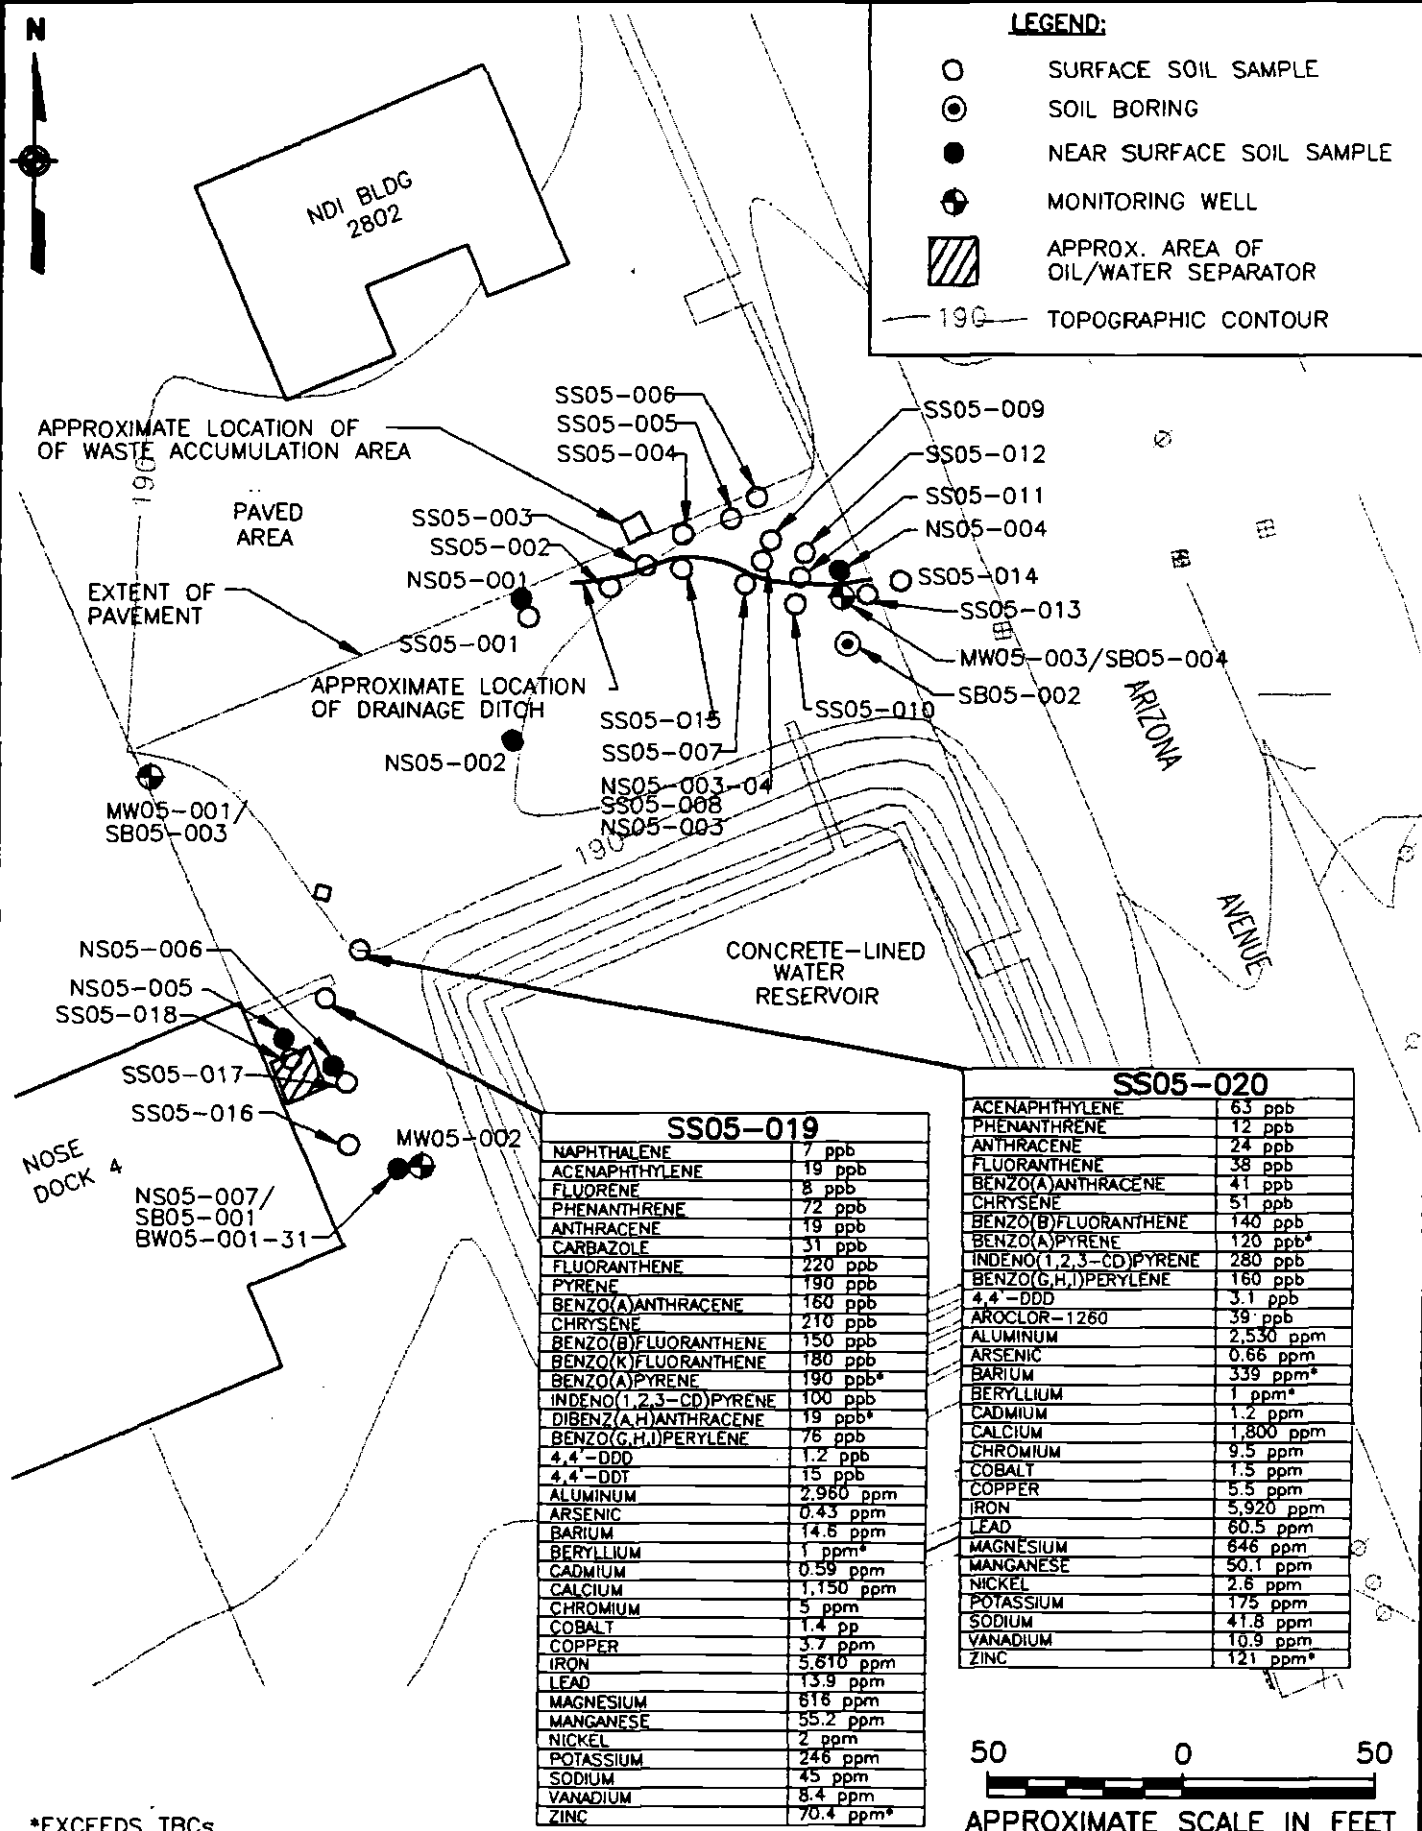 N
LEGEND:
SURFACE SOIL SAMPLE
SOIL BORING
NEAR SURFACE SOIL SAMPLE
MONITORING WELL
APPROX. AREA OF
OIL/WATER SEPARATOR
190
TOPOGRAPHIC CONTOUR
NDI BLDG
2802
APPROXIMATE LOCATION OF
OF WASTE ACCUMULATION AREA
190
PAVED
AREA
EXTENT OF
PAVEMENT
SS05-006
SS05-005
SS05-004
SS05-003
SS05-002
NS05-001
SS05-001
SS05-009
SS05-012
SS05-011
NS05-004
SS05-014
SS05-013
MW05-003/SB05-004
SB05-002
SS05-010
APPROXIMATE LOCATION
OF DRAINAGE DITCH
SS05-015
SS05-007
NS05-003-04
SS05-008
NS05-003
NS05-002
190
MW05-001/
SB05-003
ARIZONA
AVENUE
CONCRETE-LINED
WATER
RESERVOIR
NS05-006
NS05-005
SS05-018
SS05-017
SS05-016
MW05-002
NOSE
DOCK 4
NS05-007/
SB05-001
BW05-001-31
SS05-019
NAPHTHALENE 7 ppb
ACENAPHTHYLENE 19 ppb
FLUORENE 8 ppb
PHENANTHRENE 72 ppb
ANTHRACENE 19 ppb
CARBAZOLE 31 ppb
FLUORANTHENE 220 ppb
PYRENE 190 ppb
BENZO(A)ANTHRACENE 160 ppb
CHRYSENE 210 ppb
BENZO(B)FLUORANTHENE 150 ppb
BENZO(K)FLUORANTHENE 180 ppb
BENZO(A)PYRENE 190 ppb*
INDENO(1,2,3-CD)PYRENE 100 ppb
DIBENZ(A,H)ANTHRACENE 19 ppb*
BENZO(G,H,I)PERYLENE 76 ppb
4,4'-DDD 1.2 ppb
4,4'-DDT 15 ppb
ALUMINUM 2,960 ppm
ARSENIC 0.43 ppm
BARIUM 14.6 ppm
BERYLLIUM 1 ppm*
CADMIUM 0.59 ppm
CALCIUM 1,150 ppm
CHROMIUM 5 ppm
COBALT 1.4 pp
COPPER 3.7 ppm
IRON 5,610 ppm
LEAD 13.9 ppm
MAGNESIUM 616 ppm
MANGANESE 55.2 ppm
NICKEL 2 ppm
POTASSIUM 246 ppm
SODIUM 45 ppm
VANADIUM 8.4 ppm
ZINC 70.4 ppm*
SS05-020
ACENAPHTHYLENE 63 ppb
PHENANTHRENE 12 ppb
ANTHRACENE 24 ppb
FLUORANTHENE 38 ppb
BENZO(A)ANTHRACENE 41 ppb
CHRYSENE 51 ppb
BENZO(B)FLUORANTHENE 140 ppb
BENZO(A)PYRENE 120 ppb*
INDENO(1,2,3-CD)PYRENE 280 ppb
BENZO(G,H,I)PERYLENE 160 ppb
4,4'-DDD 3.1 ppb
AROCLOR-1260 39 ppb
ALUMINUM 2,530 ppm
ARSENIC 0.66 ppm
BARIUM 339 ppm*
BERYLLIUM 1 ppm*
CADMIUM 1.2 ppm
CALCIUM 1,800 ppm
CHROMIUM 9.5 ppm
COBALT 1.5 ppm
COPPER 5.5 ppm
IRON 5,920 ppm
LEAD 60.5 ppm
MAGNESIUM 646 ppm
MANGANESE 50.1 ppm
NICKEL 2.6 ppm
POTASSIUM 175 ppm
SODIUM 41.8 ppm
VANADIUM 10.9 ppm
ZINC 121 ppm*
50 0 50
APPROXIMATE SCALE IN FEET
*EXCEEDS TBCs